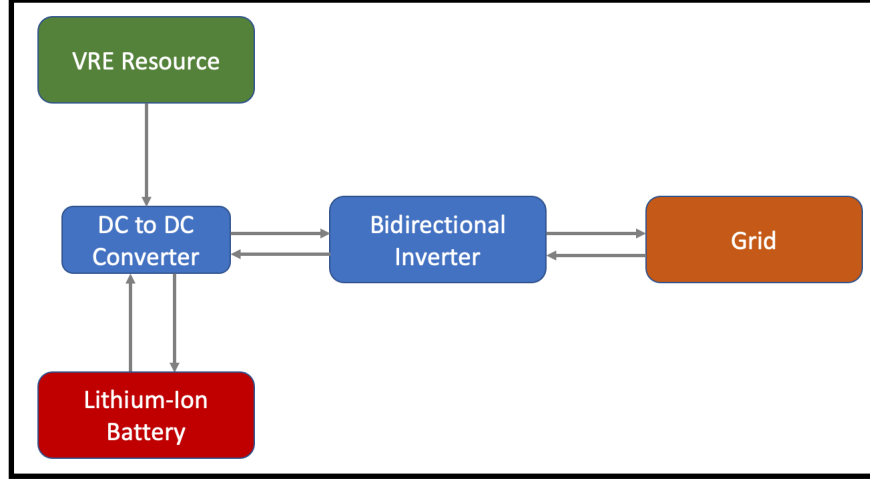 VRE Resource
DC to DC
Converter
Bidirectional
Inverter
Grid
Lithium-Ion
Battery